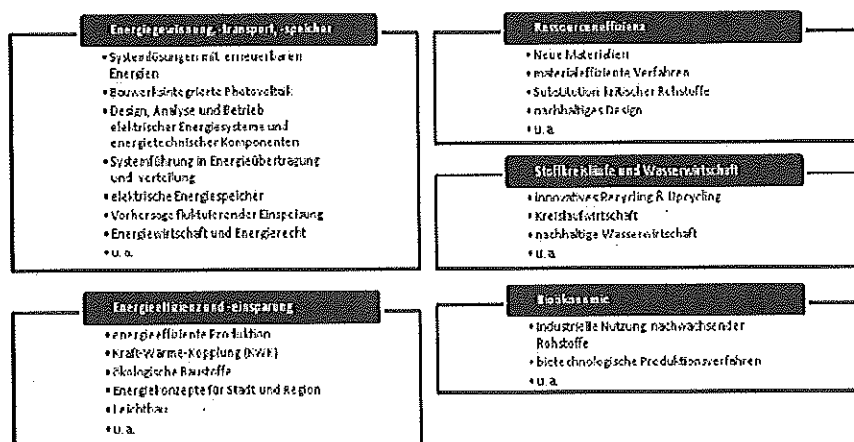 Energiegewinnung, -transport, -speicher
• Systemlösungen mit erneuerbaren
Energien
• Bauwerksintegrierte Photovoltaik
• Design, Analyse und Betrieb
elektrischer Energiesysteme und
energietechnischer Komponenten
• Systemführung in Energieübertragung
und -verteilung
• elektrische Energiespeicher
• Vorhersage fluktuierender Einspeisung
• Energiewirtschaft und Energierecht
• u. a.
Energieeffizienz und -einsparung
• energieeffiziente Produktion
• Kraft-Wärme-Kopplung (KWK)
• ökologische Baustoffe
• Energiekonzepte für Stadt und Region
• Leichtbau
• u. a.
Ressourceneffizienz
• Neue Materialien
• materialeffiziente Verfahren
• Substitution kritischer Rohstoffe
• nachhaltiges Design
• u. a.
Stoffkreisläufe und Wasserwirtschaft
• innovatives Recycling & Upcycling
• Kreislaufwirtschaft
• nachhaltige Wasserwirtschaft
• u. a.
Bioökonomie
• industrielle Nutzung nachwachsender
Rohstoffe
• biotechnologische Produktionsverfahren
• u. a.